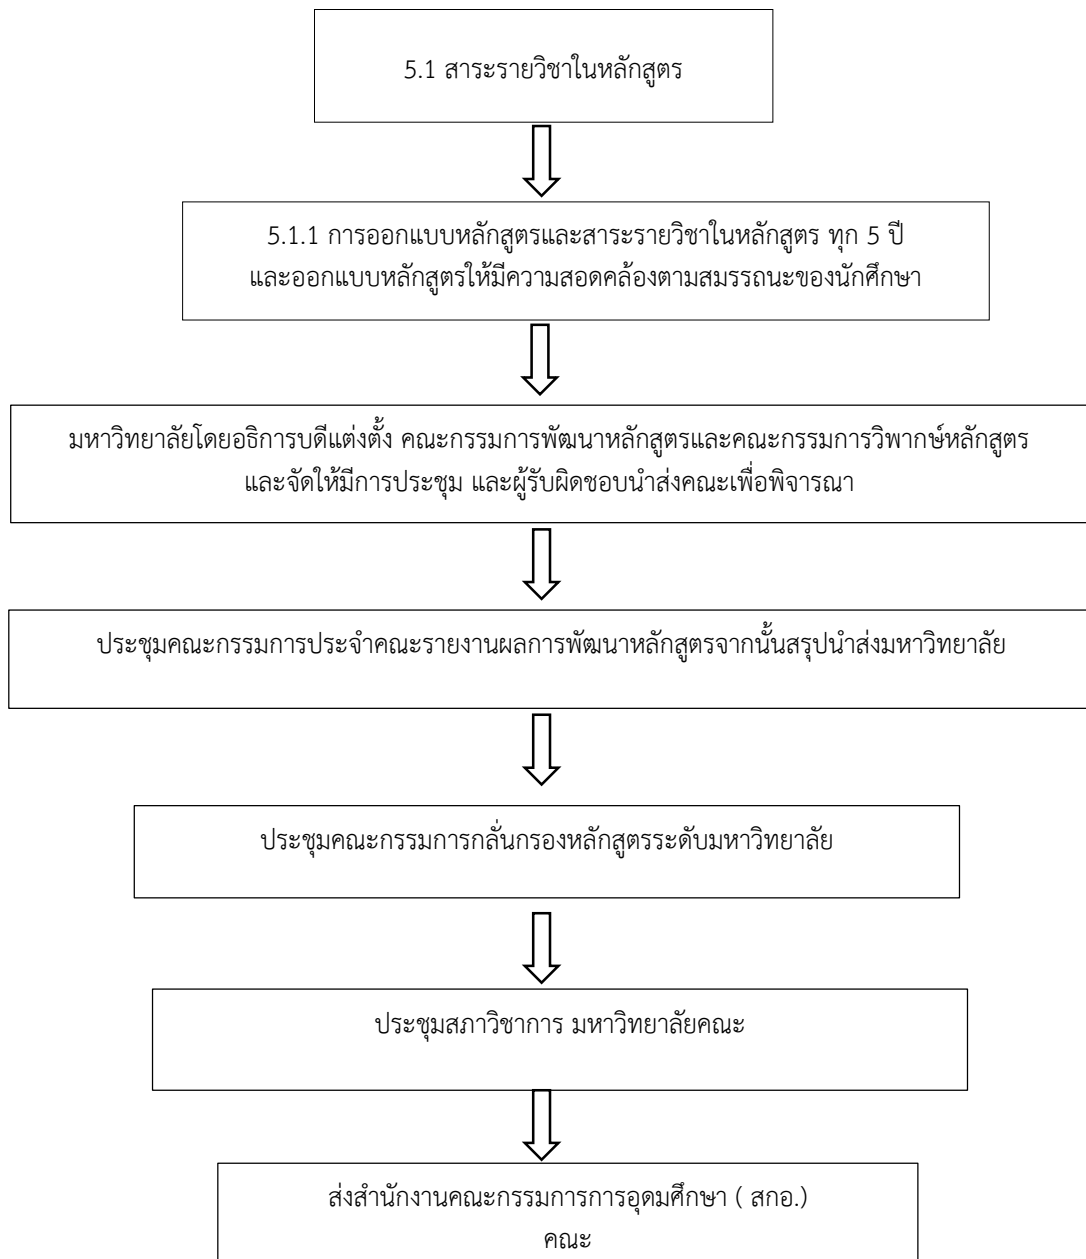 5.1 สาระรายวิชาในหลักสูตร
5.1.1 การออกแบบหลักสูตรและสาระรายวิชาในหลักสูตร ทุก 5 ปี
และออกแบบหลักสูตรให้มีความสอดคล้องตามสมรรถนะของนักศึกษา
มหาวิทยาลัยโดยอธิการบดีแต่งตั้ง คณะกรรมการพัฒนาหลักสูตรและคณะกรรมการวิพากษ์หลักสูตร
และจัดให้มีการประชุม และผู้รับผิดชอบนำส่งคณะเพื่อพิจารณา
ประชุมคณะกรรมการประจำคณะรายงานผลการพัฒนาหลักสูตรจากนั้นสรุปนำส่งมหาวิทยาลัย
ประชุมคณะกรรมการกลั่นกรองหลักสูตรระดับมหาวิทยาลัย
ประชุมสภาวิชาการ มหาวิทยาลัยคณะ
ส่งสำนักงานคณะกรรมการการอุดมศึกษา ( สกอ.)
คณะ